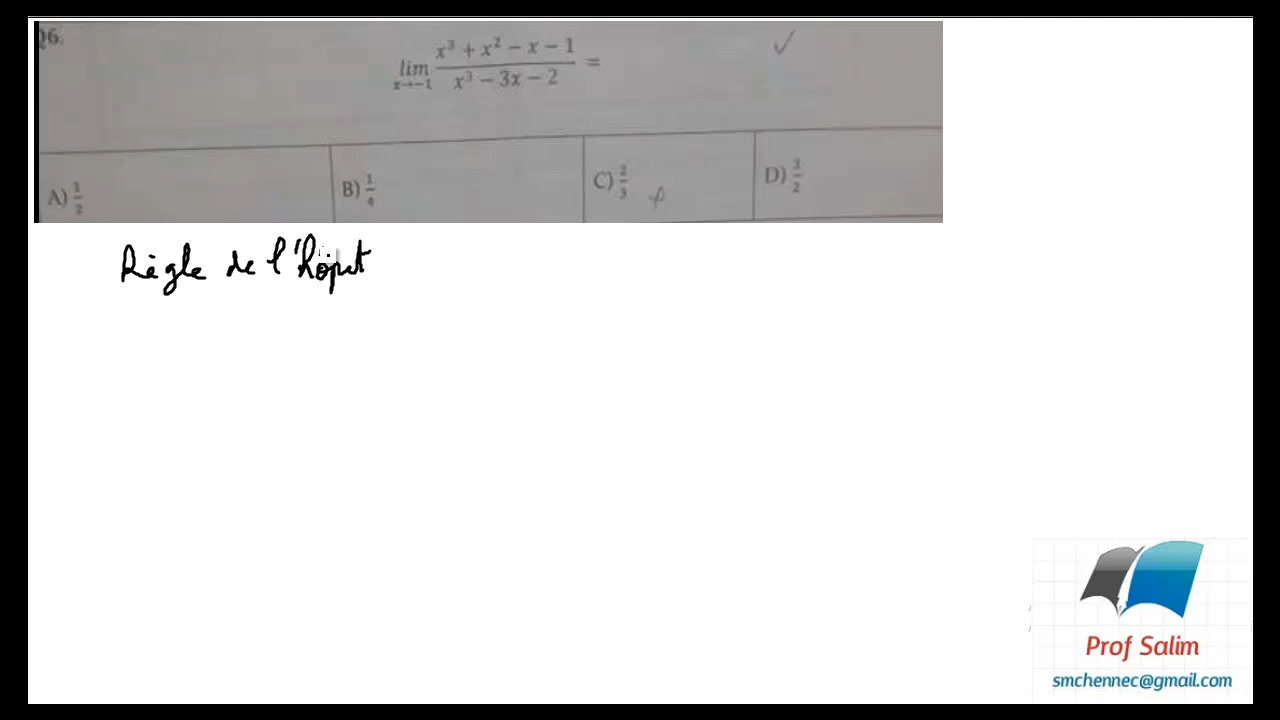 Q6.
lim x→-1 (x³ + x² − x − 1)/(x³ − 3x − 2) =
A) 1/2 B) 1/4 C) 2/3 D) 3/2
Règle de l'hopit
Prof Salim
smchennec@gmail.com